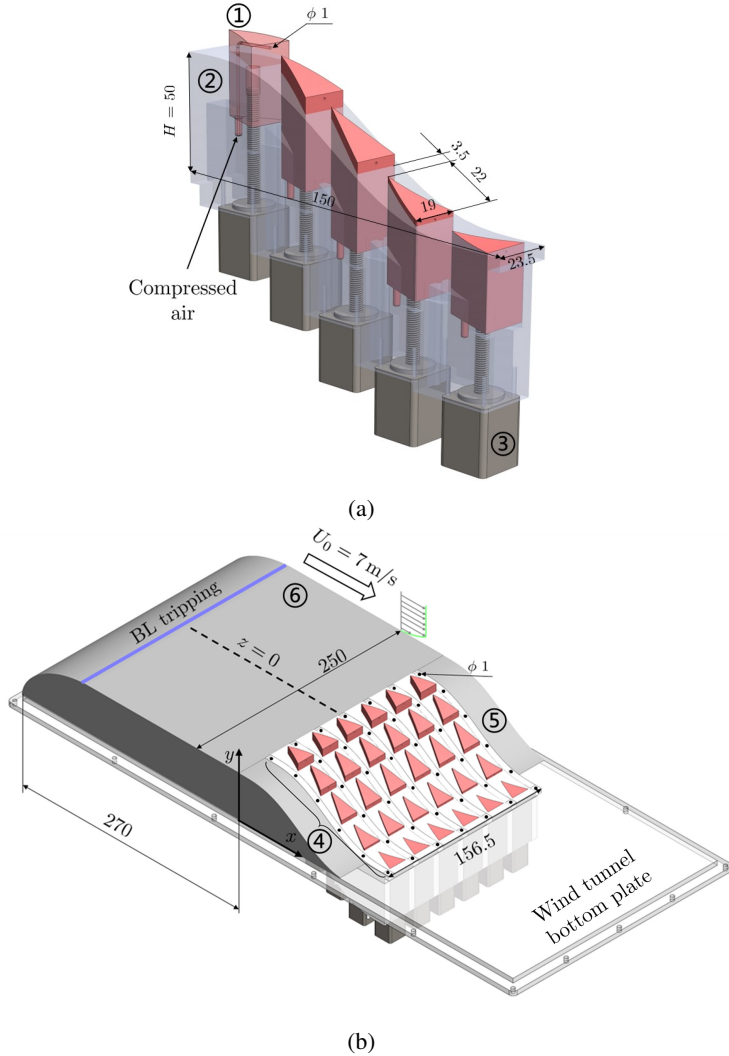 ①
ϕ 1
②
H = 50
3.5
22
150
19
23.5
Compressed
air
③
(a)
U₀ = 7 m/s
⑥
BL tripping
z = 0
250
ϕ 1
⑤
y
270
x
④
156.5
Wind tunnel
bottom plate
(b)